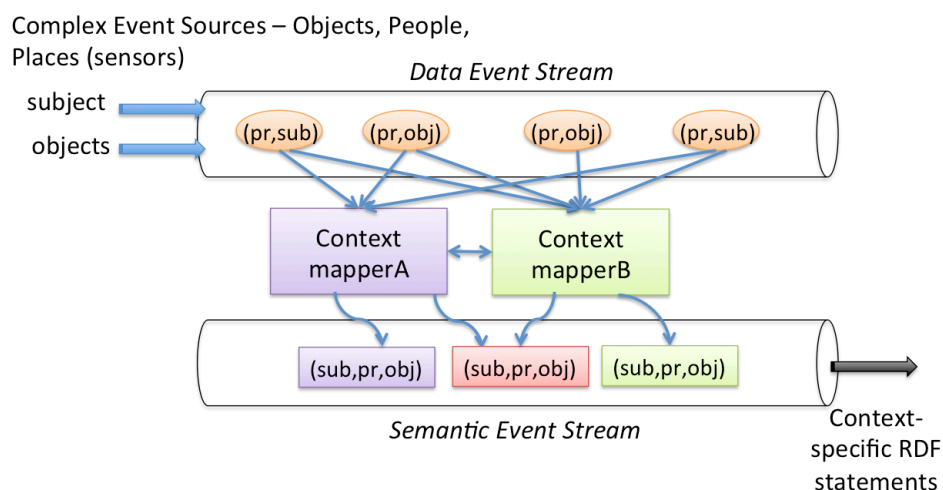 Complex Event Sources – Objects, People,
Places (sensors)
Data Event Stream
subject
objects
(pr,sub) (pr,obj) (pr,obj) (pr,sub)
Context
mapperA
Context
mapperB
(sub,pr,obj) (sub,pr,obj) (sub,pr,obj)
Semantic Event Stream
Context-
specific RDF
statements